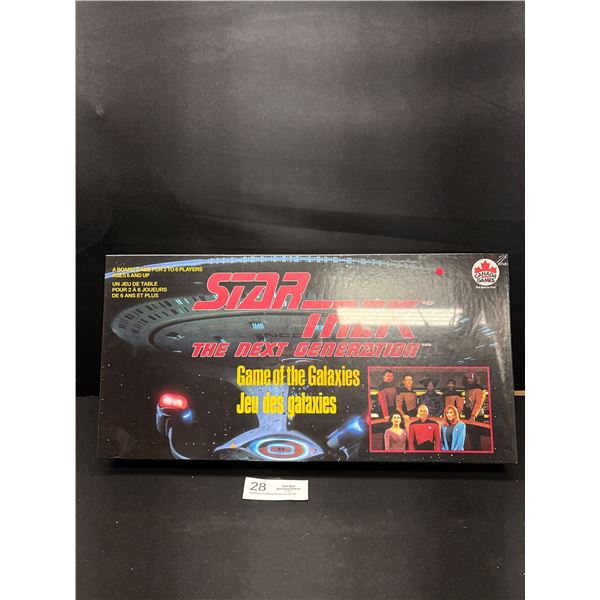 A BOARD GAME FOR 2 TO 6 PLAYERS
AGES 6 AND UP
UN JEU DE TABLE
POUR 2 À 6 JOUEURS
DE 6 ANS ET PLUS
STAR
TREK
THE NEXT GENERATION
Game of the Galaxies
Jeu des galaxies
CANADA
GAMES
28